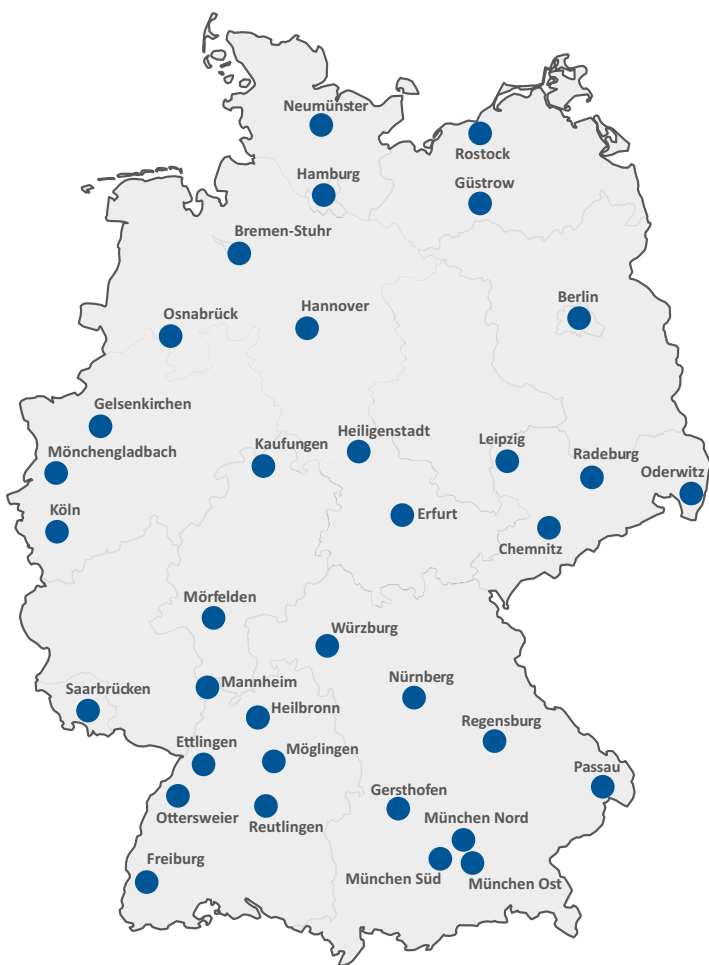 Neumünster
Rostock
Hamburg
Güstrow
Bremen-Stuhr
Berlin
Hannover
Osnabrück
Gelsenkirchen
Heiligenstadt
Leipzig
Mönchengladbach
Kaufungen
Radeburg
Oderwitz
Köln
Erfurt
Chemnitz
Mörfelden
Würzburg
Nürnberg
Mannheim
Saarbrücken
Heilbronn
Regensburg
Ettlingen
Möglingen
Passau
Gersthofen
Ottersweier
Reutlingen
München Nord
Freiburg
München Süd
München Ost